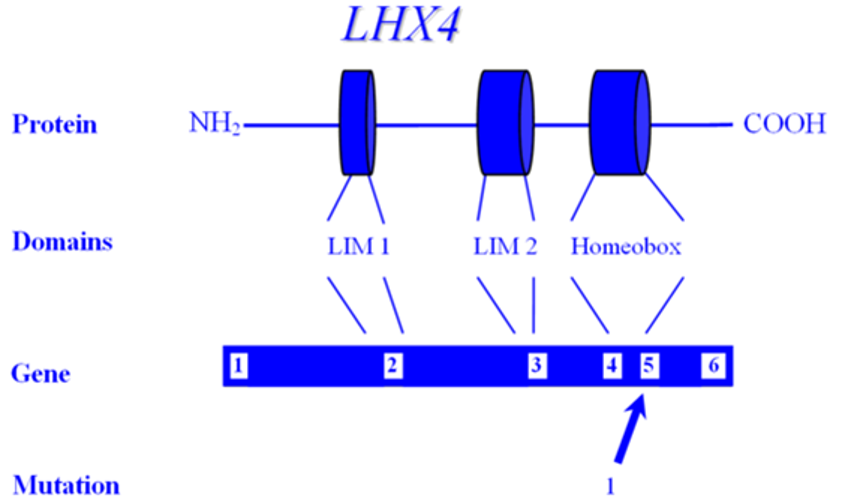 LHX4
Protein NH₂ COOH
Domains LIM 1 LIM 2 Homeobox
Gene 1 2 3 4 5 6
Mutation 1